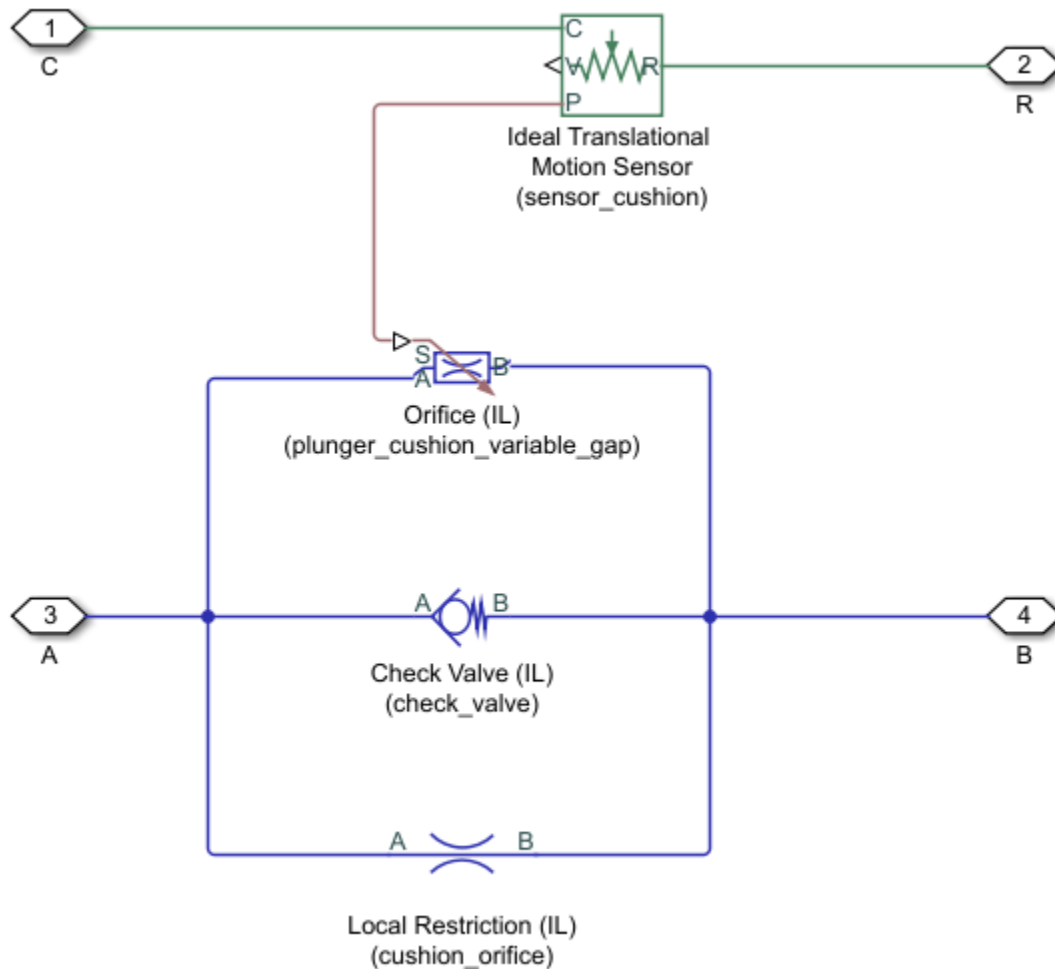 1
C
C
V
R
P
2
R
Ideal Translational
Motion Sensor
(sensor_cushion)
S
A
B
Orifice (IL)
(plunger_cushion_variable_gap)
3
A
A
B
4
B
Check Valve (IL)
(check_valve)
A
B
Local Restriction (IL)
(cushion_orifice)